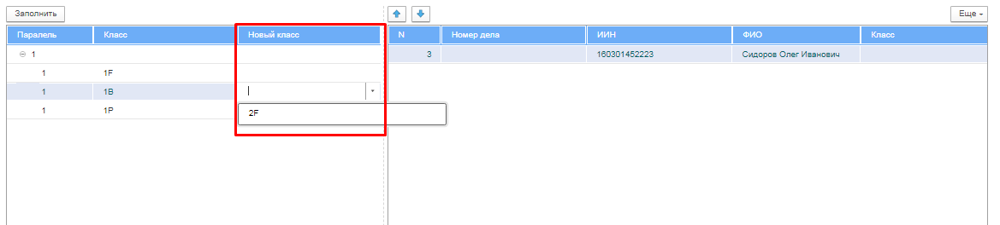 Заполнить
Еще
Паралель Класс Новый класс
N Номер дела ИИН ФИО Класс
1
3 160301452223 Сидоров Олег Иванович
1 1F
1 1B
1 1P
2F